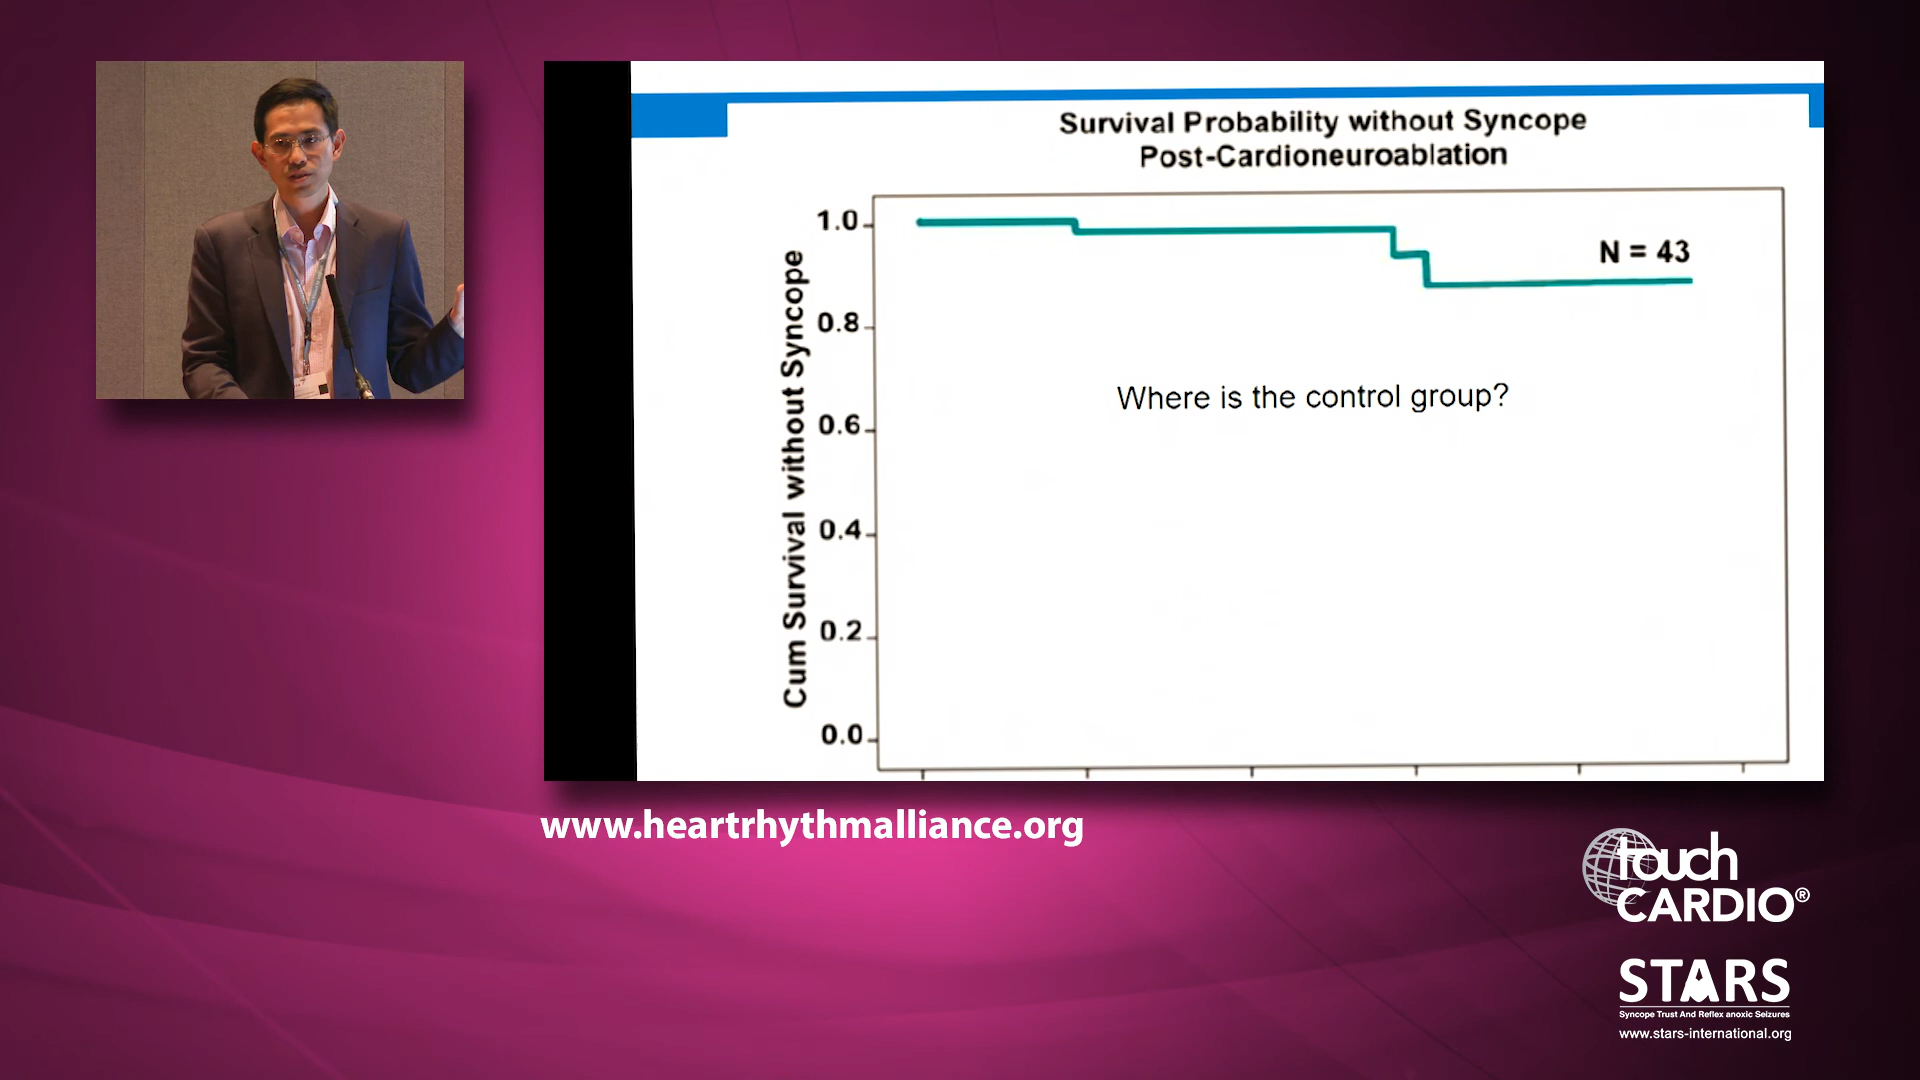 Survival Probability without Syncope
Post-Cardioneuroablation
Cum Survival without Syncope
1.0
0.8
0.6
0.4
0.2
0.0
N = 43
Where is the control group?
www.heartrhythmalliance.org
touch
CARDIO®
STARS
Syncope Trust And Reflex anoxic Seizures
www.stars-international.org